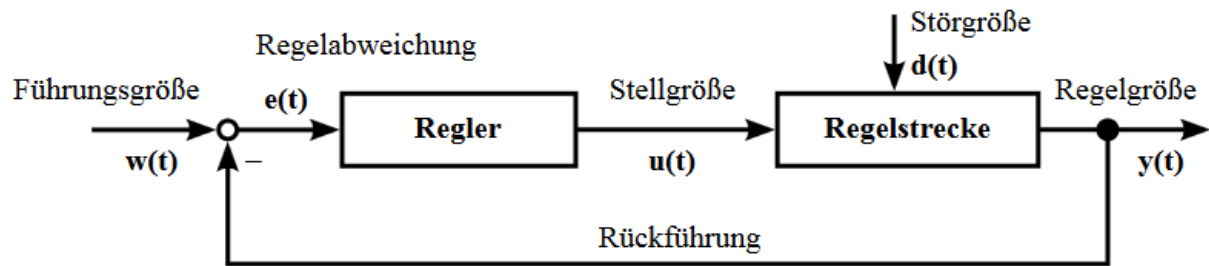 Störgröße
Regelabweichung
d(t)
Führungsgröße
e(t)
Stellgröße
Regelgröße
Regler
Regelstrecke
w(t)
–
u(t)
y(t)
Rückführung